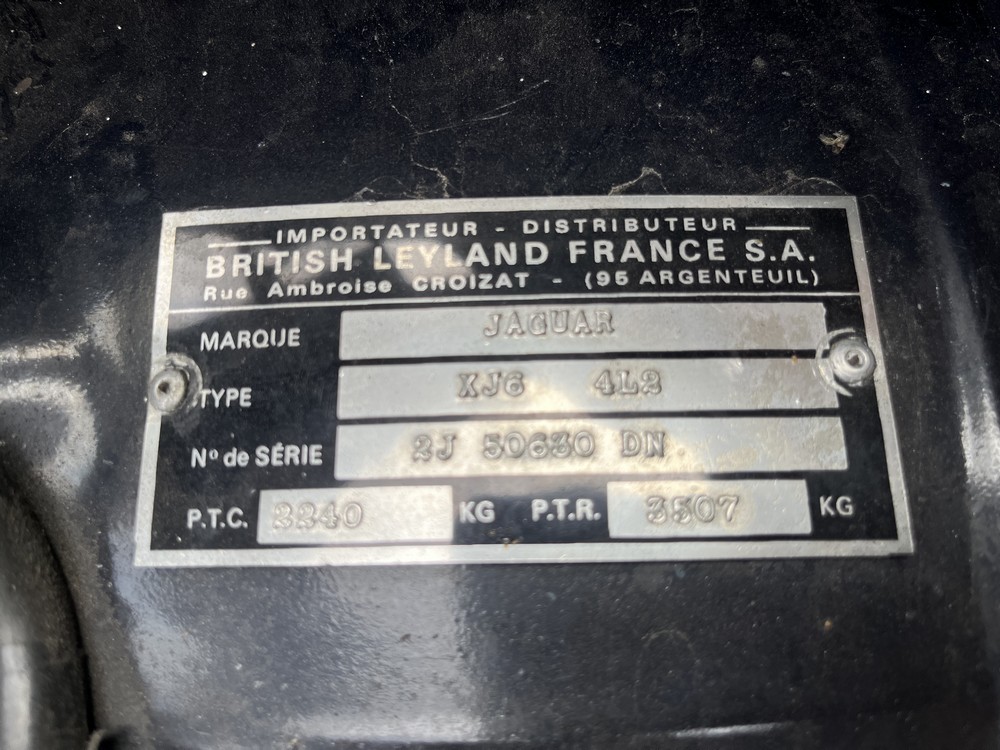 IMPORTATEUR - DISTRIBUTEUR
BRITISH LEYLAND FRANCE S.A.
Rue Ambroise CROIZAT - (95 ARGENTEUIL)
MARQUE JAGUAR
TYPE XJ6 4L2
Nº de SÉRIE 2J 50630 DN
P.T.C. 2240 KG P.T.R. 3507 KG